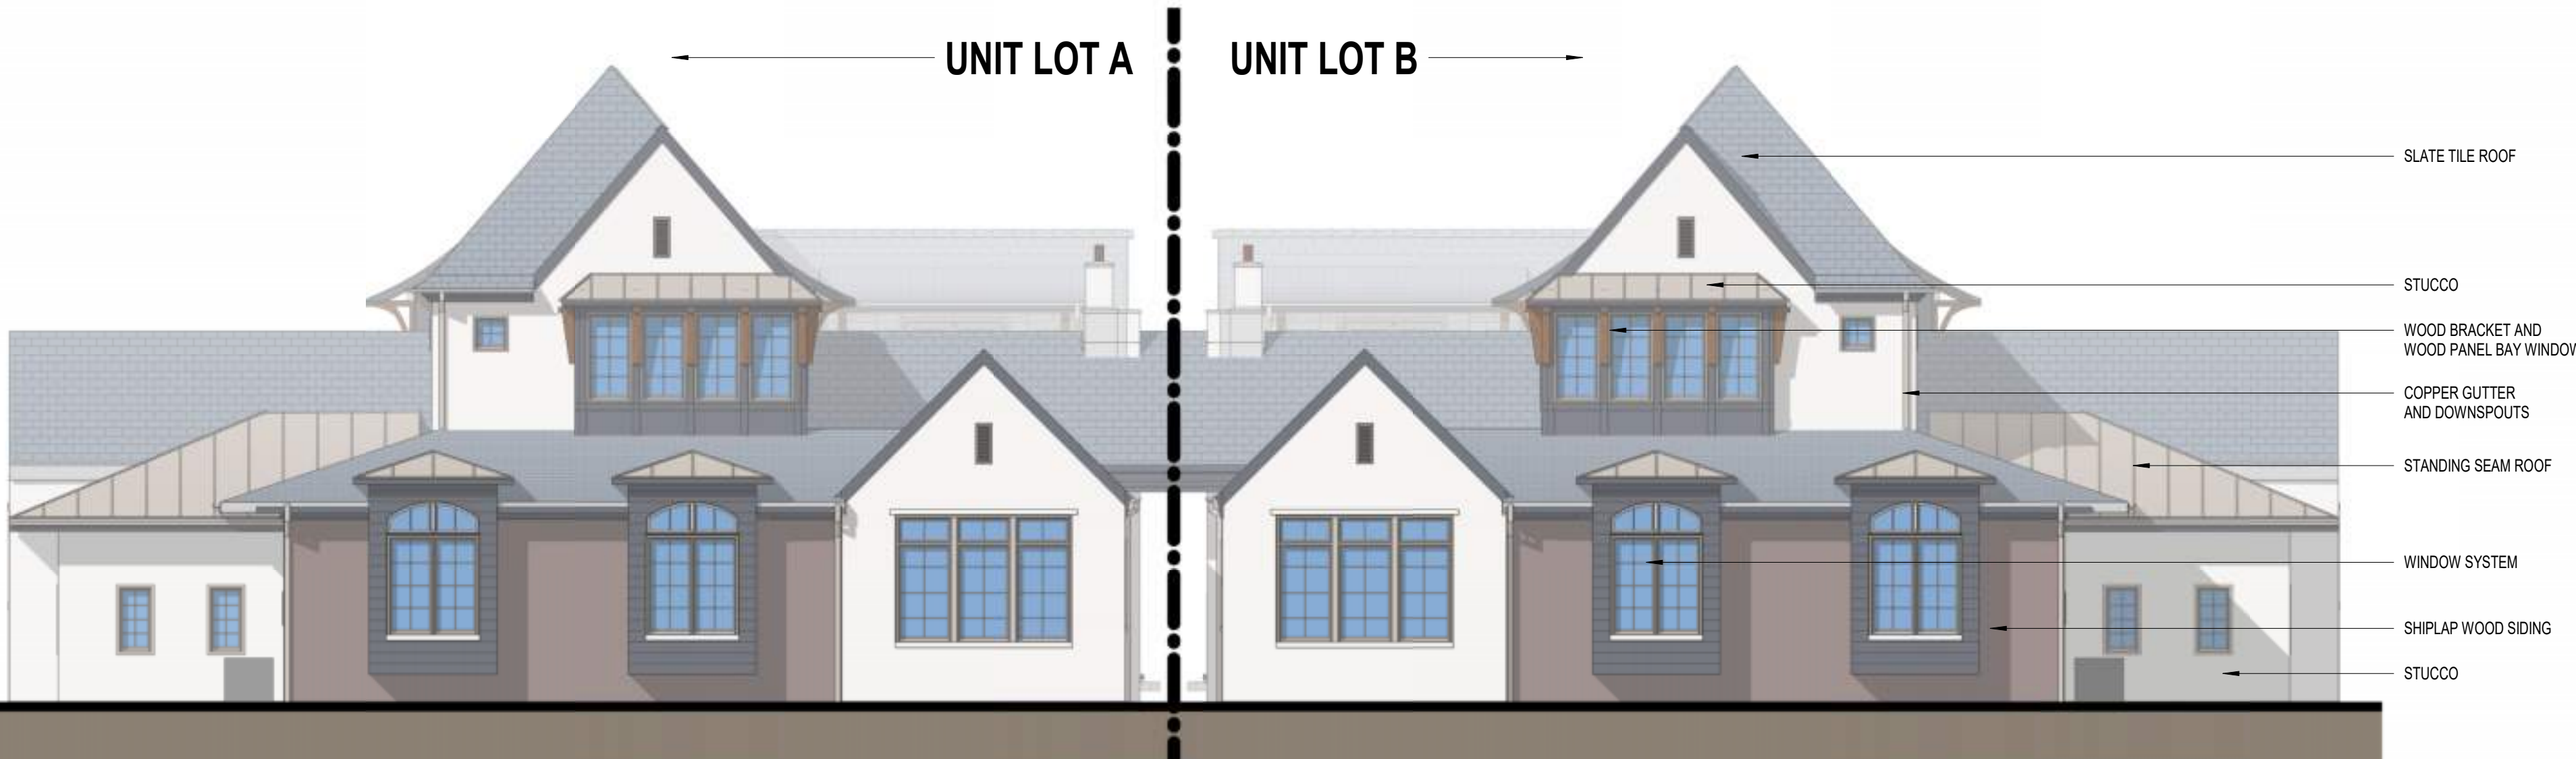 UNIT LOT A
UNIT LOT B
SLATE TILE ROOF
STUCCO
WOOD BRACKET AND
WOOD PANEL BAY WINDOW
COPPER GUTTER
AND DOWNSPOUTS
STANDING SEAM ROOF
WINDOW SYSTEM
SHIPLAP WOOD SIDING
STUCCO